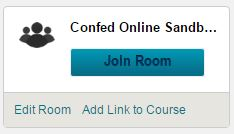 Confed Online Sandb...
Join Room
Edit Room Add Link to Course